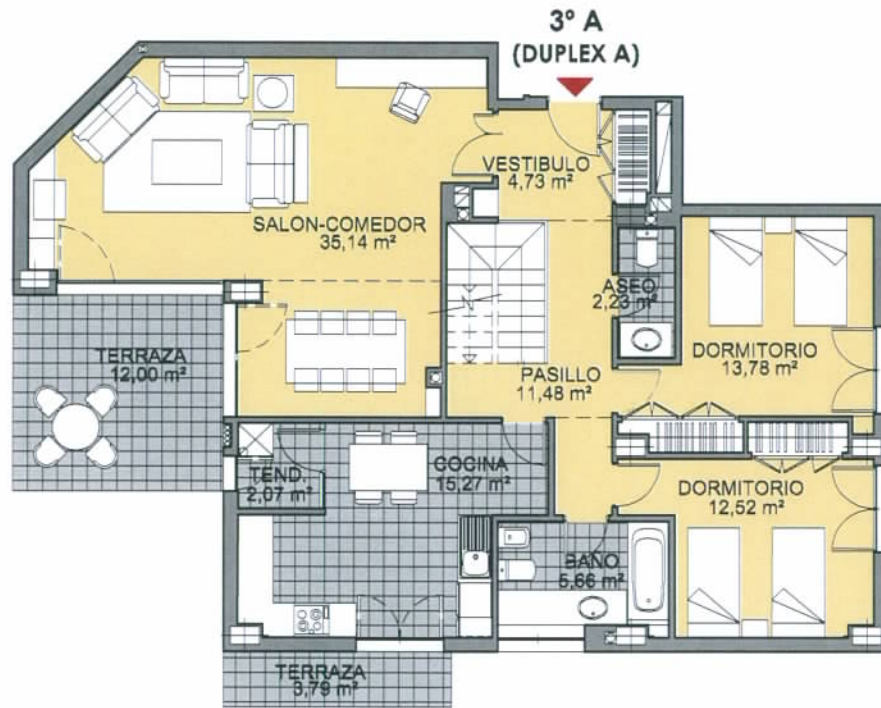 3º A
(DUPLEX A)
VESTIBULO
4,73 m²
SALON-COMEDOR
35,14 m²
ASEO
2,23 m²
TERRAZA
12,00 m²
PASILLO
11,48 m²
DORMITORIO
13,78 m²
TEND.
2,07 m²
COCINA
15,27 m²
DORMITORIO
12,52 m²
BAÑO
5,66 m²
TERRAZA
3,79 m²